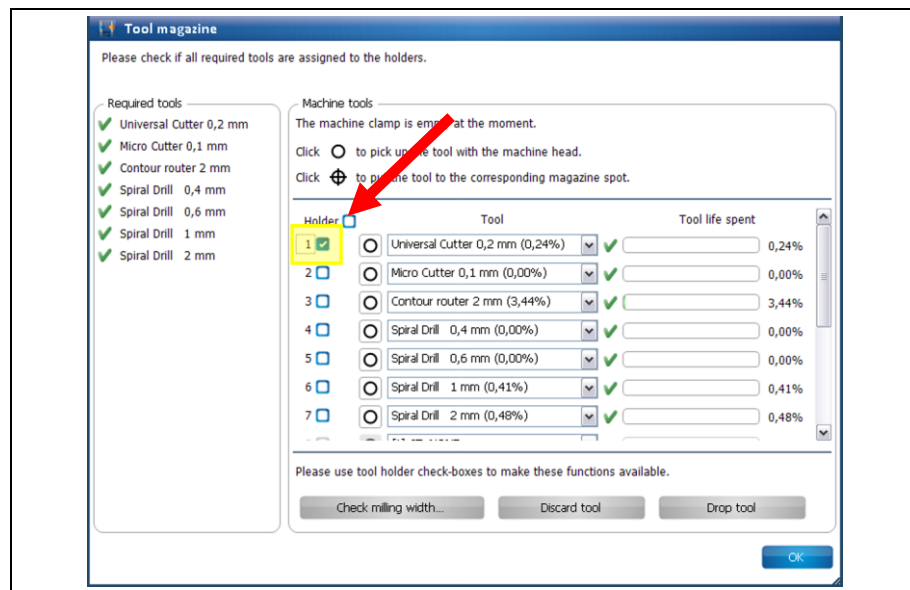 Tool magazine
Please check if all required tools are assigned to the holders.
Required tools
Universal Cutter 0,2 mm
Micro Cutter 0,1 mm
Contour router 2 mm
Spiral Drill 0,4 mm
Spiral Drill 0,6 mm
Spiral Drill 1 mm
Spiral Drill 2 mm
Machine tools
The machine clamp is at the moment.
Click to pick the tool with the machine head.
Click to the tool to the corresponding magazine spot.
Holder Tool Tool life spent
1 Universal Cutter 0,2 mm (0,24%) 0,24%
2 Micro Cutter 0,1 mm (0,00%) 0,00%
3 Contour router 2 mm (3,44%) 3,44%
4 Spiral Drill 0,4 mm (0,00%) 0,00%
5 Spiral Drill 0,6 mm (0,00%) 0,00%
6 Spiral Drill 1 mm (0,41%) 0,41%
7 Spiral Drill 2 mm (0,48%) 0,48%
Please use tool holder check-boxes to make these functions available.
Check milling width... Discard tool Drop tool
OK